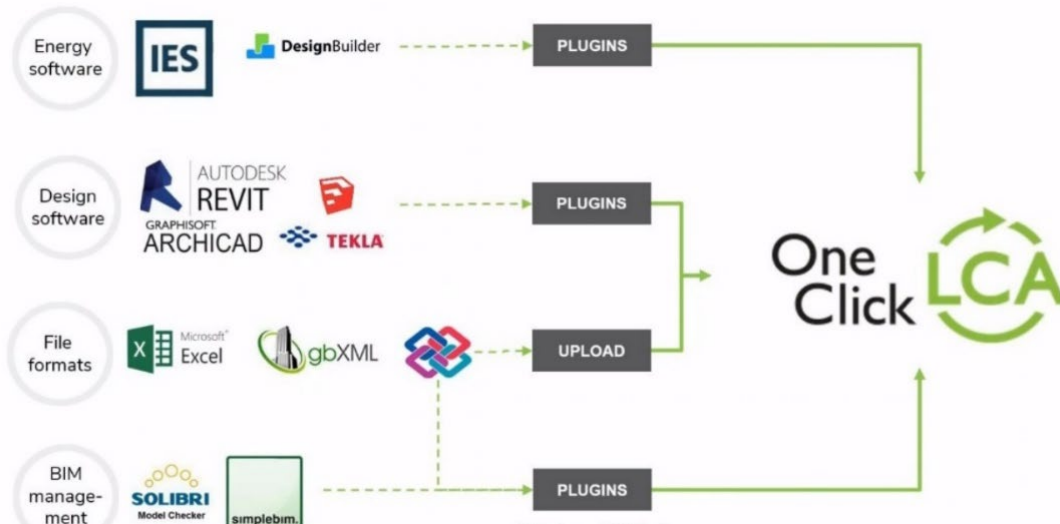 Energy
software
IES
DesignBuilder
PLUGINS
Design
software
AUTODESK
REVIT
GRAPHISOFT
ARCHICAD
TEKLA
PLUGINS
One
Click
LCA
File
formats
X
Microsoft
Excel
gbXML
UPLOAD
BIM
manage-
ment
SOLIBRI
Model Checker
simplebim.
PLUGINS